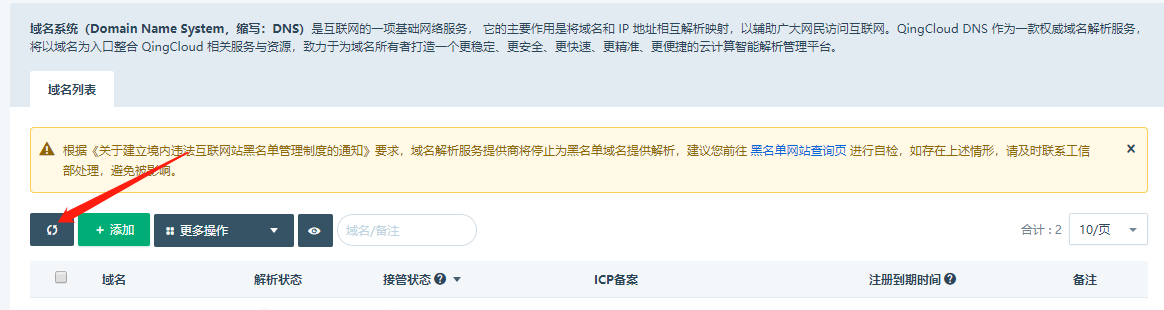 域名系统（Domain Name System，缩写：DNS）是互联网的一项基础网络服务， 它的主要作用是将域名和 IP 地址相互解析映射，以辅助广大网民访问互联网。QingCloud DNS 作为一款权威域名解析服务，
将以域名为入口整合 QingCloud 相关服务与资源，致力于为域名所有者打造一个更稳定、更安全、更快速、更精准、更便捷的云计算智能解析管理平台。
域名列表
根据《关于建立境内违法互联网站黑名单管理制度的通知》要求，域名解析服务提供商将停止为黑名单域名提供解析，建议您前往 黑名单网站查询页 进行自检，如存在上述情形，请及时联系工信
部处理，避免被影响。
+ 添加 更多操作 域名/备注 合计：2 10/页
域名 解析状态 接管状态 ICP备案 注册到期时间 备注